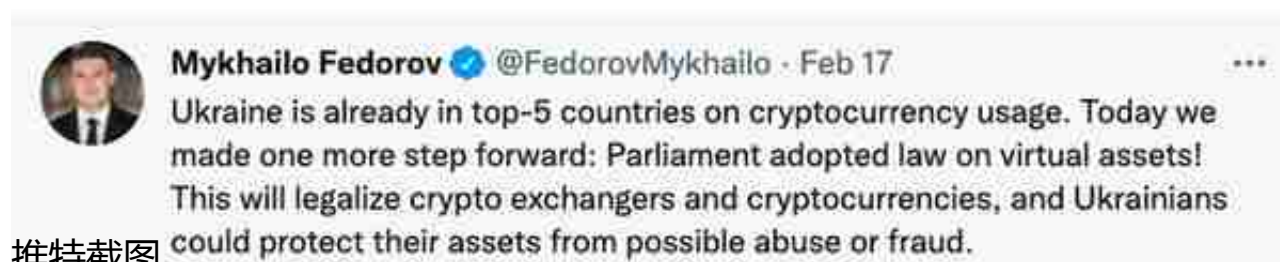 Mykhailo Fedorov @FedorovMykhailo · Feb 17
Ukraine is already in top-5 countries on cryptocurrency usage. Today we
made one more step forward: Parliament adopted law on virtual assets!
This will legalize crypto exchangers and cryptocurrencies, and Ukrainians
could protect their assets from possible abuse or fraud.
推特截图